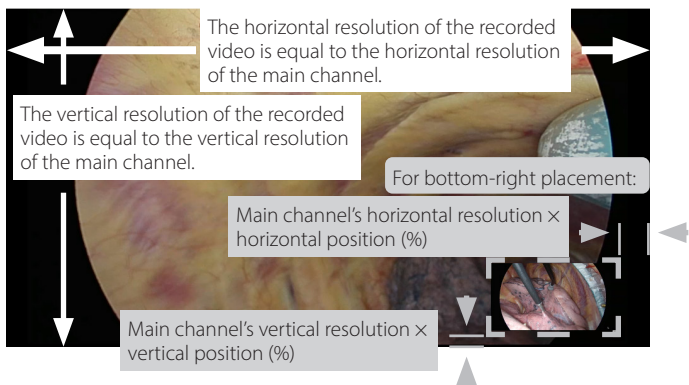 The horizontal resolution of the recorded
video is equal to the horizontal resolution
of the main channel.
The vertical resolution of the recorded
video is equal to the vertical resolution
of the main channel.
For bottom-right placement:
Main channel’s horizontal resolution ×
horizontal position (%)
Main channel’s vertical resolution ×
vertical position (%)